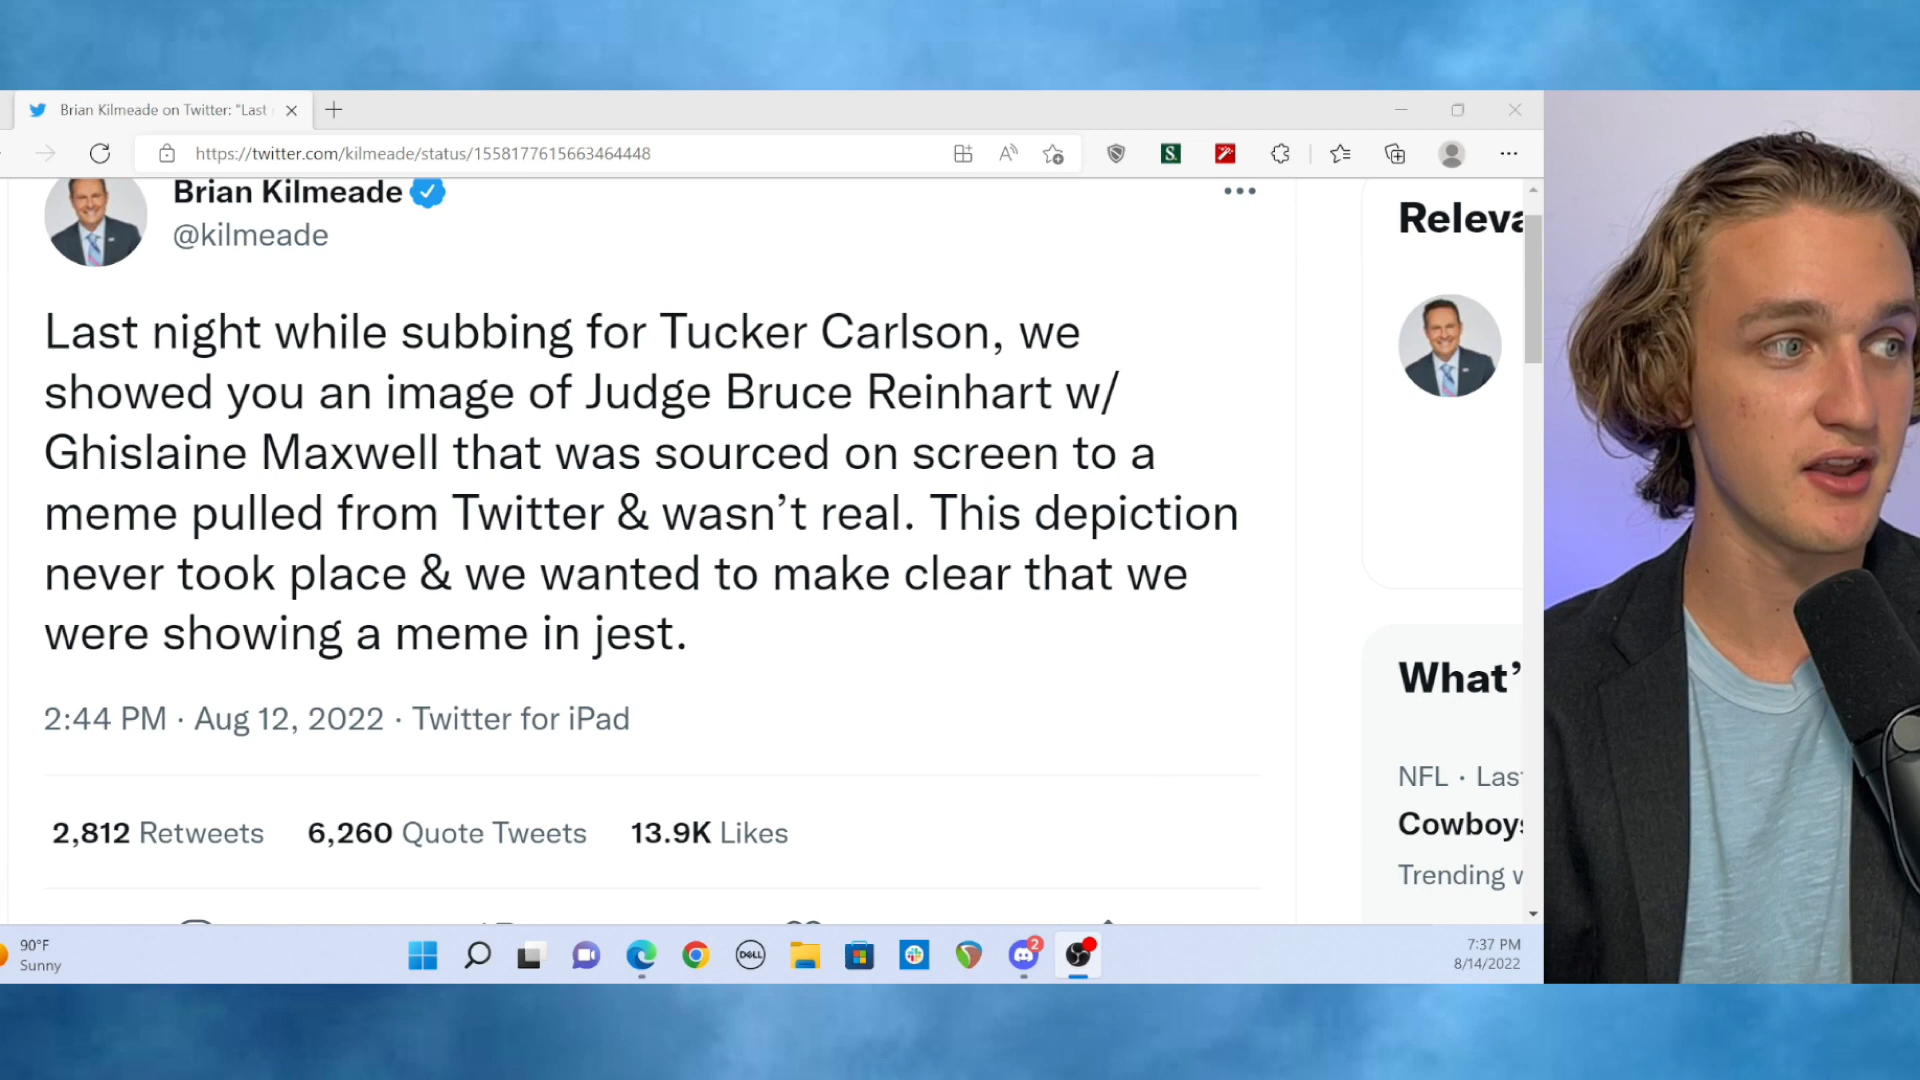 Brian Kilmeade on Twitter: "Last
https://twitter.com/kilmeade/status/1558177615663464448
Brian Kilmeade
@kilmeade
Last night while subbing for Tucker Carlson, we
showed you an image of Judge Bruce Reinhart w/
Ghislaine Maxwell that was sourced on screen to a
meme pulled from Twitter & wasn’t real. This depiction
never took place & we wanted to make clear that we
were showing a meme in jest.
2:44 PM · Aug 12, 2022 · Twitter for iPad
2,812 Retweets 6,260 Quote Tweets 13.9K Likes
Releva
What’
NFL · Las
Cowboys
Trending w
90°F
Sunny
DELL
2
7:37 PM
8/14/2022